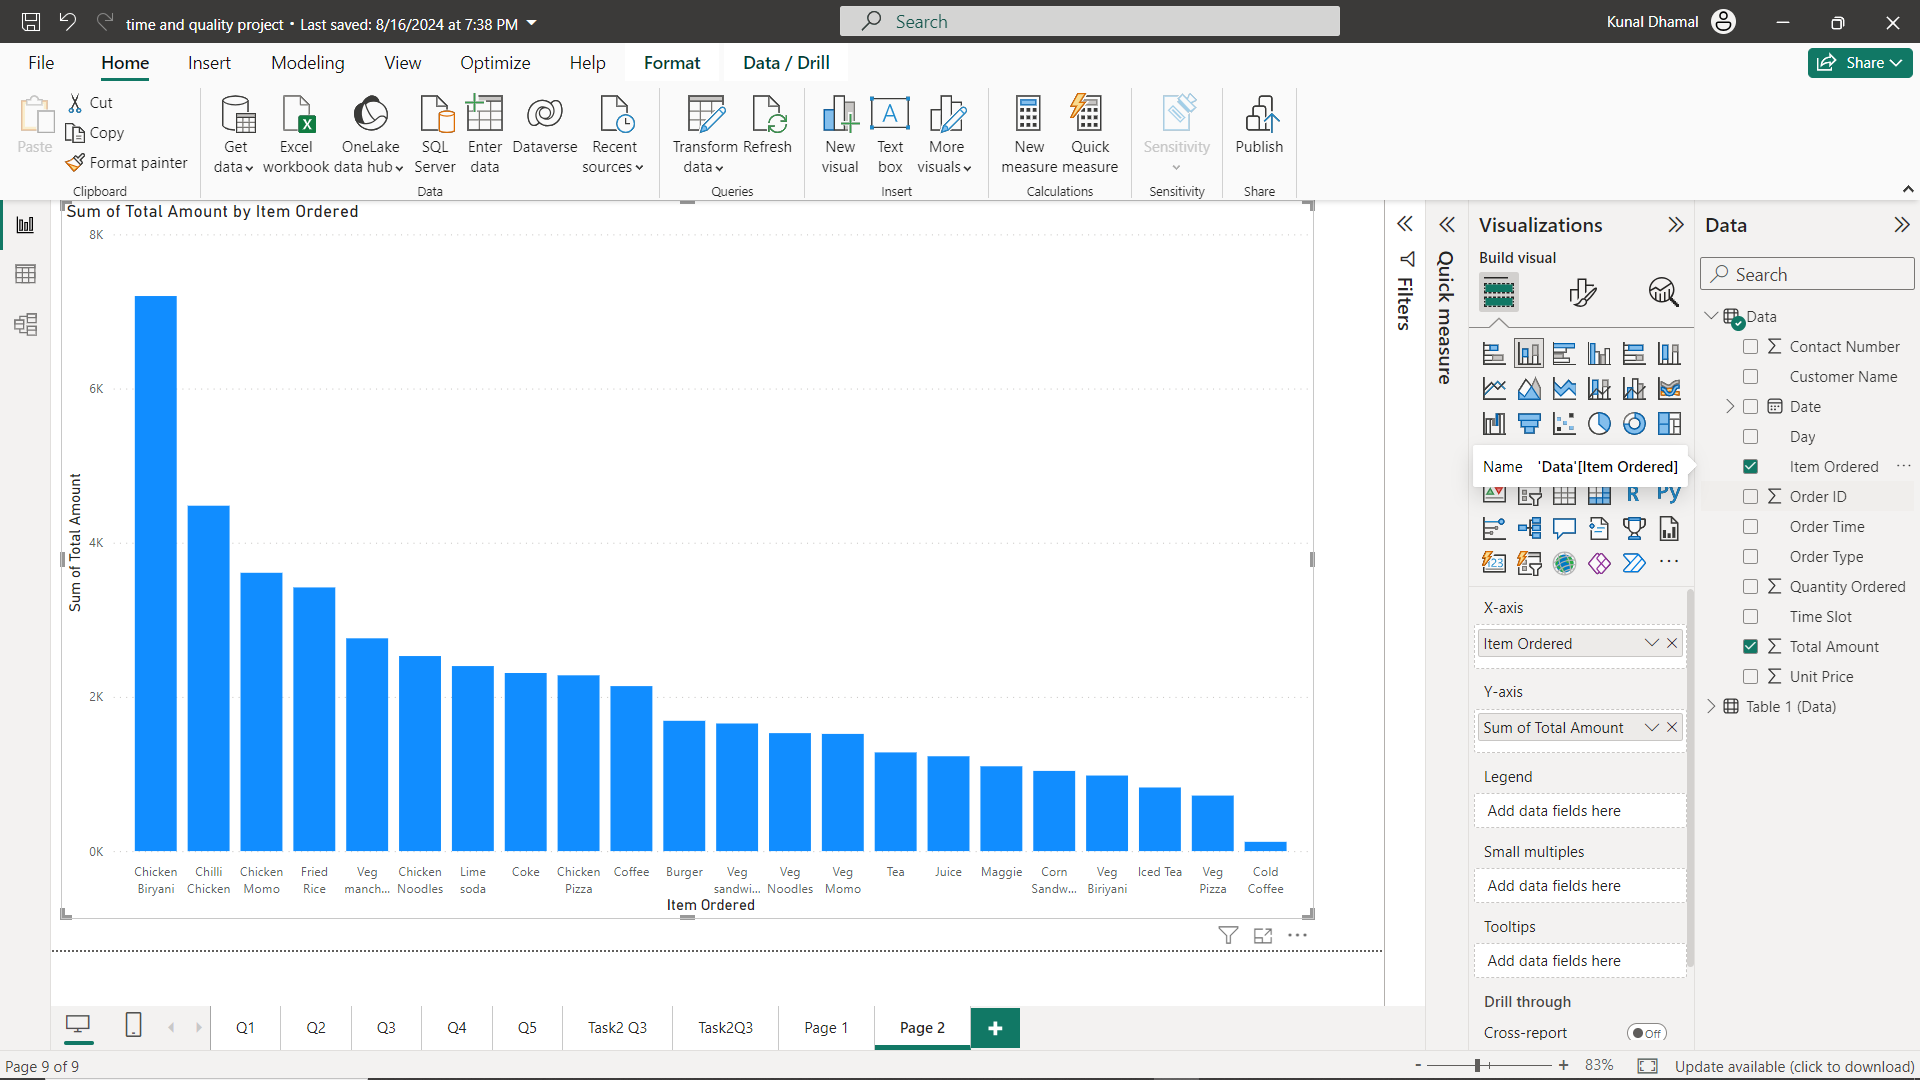 time and quality project • Last saved: 8/16/2024 at 7:38 PM
Search
Kunal Dhamal
File Home Insert Modeling View Optimize Help Format Data / Drill
Share
Paste
Cut
Copy
Format painter
Clipboard
Get data
Excel workbook
OneLake data hub
SQL Server
Enter data
Dataverse
Recent sources
Data
Transform data
Refresh
Queries
New visual
Text box
More visuals
Insert
New measure
Quick measure
Calculations
Sensitivity
Sensitivity
Publish
Share
Sum of Total Amount by Item Ordered
8K
6K
4K
2K
0K
Sum of Total Amount
Chicken Biryani
Chilli Chicken
Chicken Momo
Fried Rice
Veg manch...
Chicken Noodles
Lime soda
Coke
Chicken Pizza
Coffee
Burger
Veg sandwi...
Veg Noodles
Veg Momo
Tea
Juice
Maggie
Corn Sandw...
Veg Biriyani
Iced Tea
Veg Pizza
Cold Coffee
Item Ordered
Filters
Quick measure
Visualizations
Build visual
Name 'Data'[Item Ordered]
R Py
123
X-axis
Item Ordered
Y-axis
Sum of Total Amount
Legend
Add data fields here
Small multiples
Add data fields here
Tooltips
Add data fields here
Drill through
Cross-report Off
Data
Search
Data
Contact Number
Customer Name
Date
Day
Item Ordered
Order ID
Order Time
Order Type
Quantity Ordered
Time Slot
Total Amount
Unit Price
Table 1 (Data)
Q1 Q2 Q3 Q4 Q5 Task2 Q3 Task2Q3 Page 1 Page 2
Page 9 of 9
- + 83%
Update available (click to download)